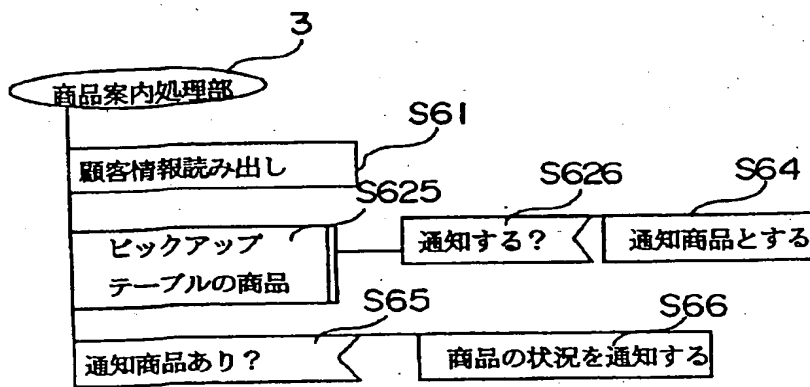 3
商品案内処理部
S61
顧客情報読み出し
S625
S626
S64
ピックアップ
テーブルの商品
通知する?
通知商品とする
S65
S66
通知商品あり?
商品の状況を通知する